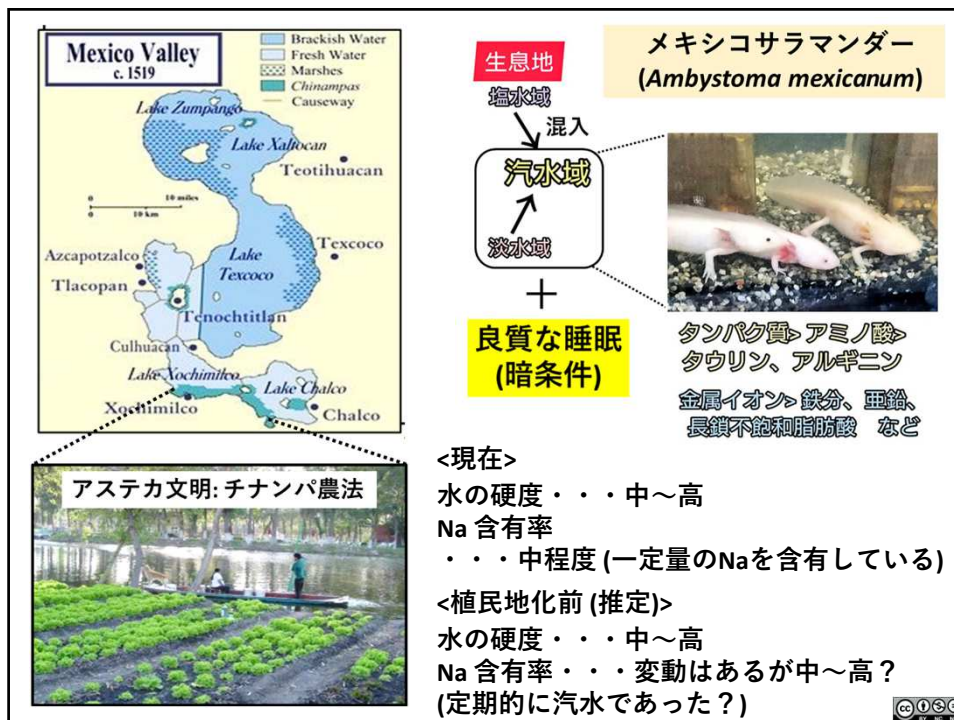 Mexico Valley
c. 1519
Brackish Water
Fresh Water
Marshes
Chinampas
Causeway
Lake Zumpango
Lake Xaltocan
Teotihuacan
10 miles
0
0
10 km
Azcapotzalco
Texcoco
Lake
Texcoco
Tlacopan
Tenochtitlan
Culhuacan
Lake Xochimilco
Lake Chalco
Xochimilco
Chalco
アステカ文明: チナンパ農法
生息地
塩水域
混入
汽水域
淡水域
+
良質な睡眠
(暗条件)
メキシコサラマンダー
(Ambystoma mexicanum)
タンパク質> アミノ酸>
タウリン、アルギニン
金属イオン> 鉄分、亜鉛、
長鎖不飽和脂肪酸 など
<現在>
水の硬度・・・中～高
Na 含有率
・・・中程度 (一定量のNaを含有している)
<植民地化前 (推定)>
水の硬度・・・中～高
Na 含有率・・・変動はあるが中～高？
(定期的に汽水であった？)
cc